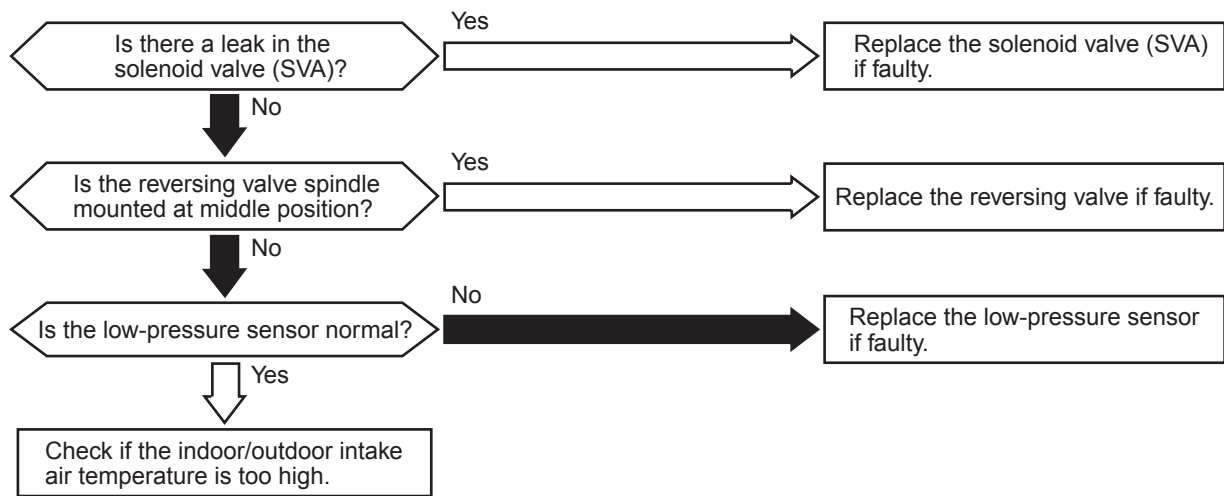 Is there a leak in the
solenoid valve (SVA)?
Yes
Replace the solenoid valve (SVA)
if faulty.
No
Is the reversing valve spindle
mounted at middle position?
Yes
Replace the reversing valve if faulty.
No
Is the low-pressure sensor normal?
No
Replace the low-pressure sensor
if faulty.
Yes
Check if the indoor/outdoor intake
air temperature is too high.